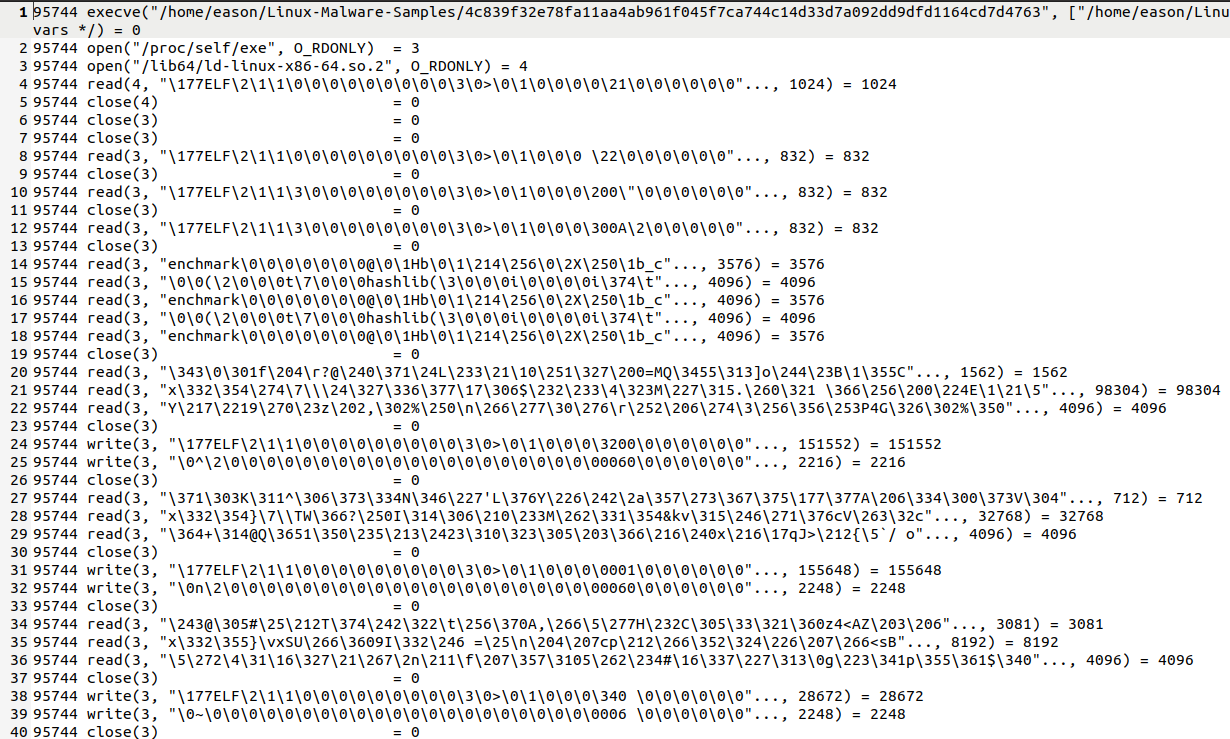 1 95744 execve("/home/eason/Linux-Malware-Samples/4c839f32e78fa11aa4ab961f045f7ca744c14d33d7a092dd9dfd1164cd7d4763", ["/home/eason/Linu
vars */) = 0
2 95744 open("/proc/self/exe", O_RDONLY)  = 3
3 95744 open("/lib64/ld-linux-x86-64.so.2", O_RDONLY) = 4
4 95744 read(4, "\177ELF\2\1\1\0\0\0\0\0\0\0\0\0\3\0>\0\1\0\0\0\0\21\0\0\0\0\0\0"..., 1024) = 1024
5 95744 close(4)                          = 0
6 95744 close(3)                          = 0
7 95744 close(3)                          = 0
8 95744 read(3, "\177ELF\2\1\1\0\0\0\0\0\0\0\0\0\3\0>\0\1\0\0\0 \22\0\0\0\0\0\0"..., 832) = 832
9 95744 close(3)                          = 0
10 95744 read(3, "\177ELF\2\1\1\3\0\0\0\0\0\0\0\0\3\0>\0\1\0\0\0\200\"\0\0\0\0\0\0"..., 832) = 832
11 95744 close(3)                          = 0
12 95744 read(3, "\177ELF\2\1\1\3\0\0\0\0\0\0\0\0\3\0>\0\1\0\0\0\300A\2\0\0\0\0\0"..., 832) = 832
13 95744 close(3)                          = 0
14 95744 read(3, "enchmark\0\0\0\0\0\0\0@\0\1Hb\0\1\214\256\0\2X\250\1b_c"..., 3576) = 3576
15 95744 read(3, "\0\0(\2\0\0\0t\7\0\0\0hashlib(\3\0\0\0i\0\0\0\0i\374\t"..., 4096) = 4096
16 95744 read(3, "enchmark\0\0\0\0\0\0\0@\0\1Hb\0\1\214\256\0\2X\250\1b_c"..., 4096) = 3576
17 95744 read(3, "\0\0(\2\0\0\0t\7\0\0\0hashlib(\3\0\0\0i\0\0\0\0i\374\t"..., 4096) = 4096
18 95744 read(3, "enchmark\0\0\0\0\0\0\0@\0\1Hb\0\1\214\256\0\2X\250\1b_c"..., 4096) = 3576
19 95744 close(3)                          = 0
20 95744 read(3, "\343\0\301f\204\r?@\240\371\24L\233\21\10\251\327\200=MQ\3455\313]o\244\23B\1\355C"..., 1562) = 1562
21 95744 read(3, "x\332\354\274\7\\\24\327\336\377\17\306$\232\233\4\323M\227\315.\260\321 \366\256\200\224E\1\21\5"..., 98304) = 98304
22 95744 read(3, "Y\217\2219\270\23z\202,\302%\250\n\266\277\30\276\r\252\206\274\3\256\356\253P4G\326\302%\350"..., 4096) = 4096
23 95744 close(3)                          = 0
24 95744 write(3, "\177ELF\2\1\1\0\0\0\0\0\0\0\0\0\3\0>\0\1\0\0\0\3200\0\0\0\0\0\0"..., 151552) = 151552
25 95744 write(3, "\0^\2\0\0\0\0\0\0\0\0\0\0\0\0\0\0\0\0\0\0\0\00060\0\0\0\0\0\0"..., 2216) = 2216
26 95744 close(3)                          = 0
27 95744 read(3, "\371\303K\311^\306\373\334N\346\227'L\376Y\226\242\2a\357\273\367\375\177\377A\206\334\300\373V\304"..., 712) = 712
28 95744 read(3, "x\332\354}\7\\TW\366?\250I\314\306\210\233M\262\331\354&kv\315\246\271\376cV\263\32c"..., 32768) = 32768
29 95744 read(3, "\364+\314@Q\3651\350\235\213\2423\310\323\305\203\366\216\240x\216\17qJ>\212{\5`/ o"..., 4096) = 4096
30 95744 close(3)                          = 0
31 95744 write(3, "\177ELF\2\1\1\0\0\0\0\0\0\0\0\0\3\0>\0\1\0\0\0\0001\0\0\0\0\0\0"..., 155648) = 155648
32 95744 write(3, "\0n\2\0\0\0\0\0\0\0\0\0\0\0\0\0\0\0\0\0\0\0\00060\0\0\0\0\0\0"..., 2248) = 2248
33 95744 close(3)                          = 0
34 95744 read(3, "\243@\305#\25\212T\374\242\322\t\256\370A,\266\5\277H\232C\305\33\321\360z4<AZ\203\206"..., 3081) = 3081
35 95744 read(3, "x\332\355}\vxSU\266\3609I\332\246 =\25\n\204\207cp\212\266\352\324\226\207\266<sB"..., 8192) = 8192
36 95744 read(3, "\5\272\4\31\16\327\21\267\2n\211\f\207\357\3105\262\234#\16\337\227\313\0g\223\341p\355\361$\340"..., 4096) = 4096
37 95744 close(3)                          = 0
38 95744 write(3, "\177ELF\2\1\1\0\0\0\0\0\0\0\0\0\3\0>\0\1\0\0\0\340 \0\0\0\0\0\0"..., 28672) = 28672
39 95744 write(3, "\0~\0\0\0\0\0\0\0\0\0\0\0\0\0\0\0\0\0\0\0\0\0006 \0\0\0\0\0\0"..., 2248) = 2248
40 95744 close(3)                          = 0